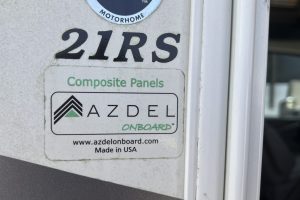 MOTORHOME
21RS
Composite Panels
AZDEL
ONBOARD
www.azdelonboard.com
Made in USA